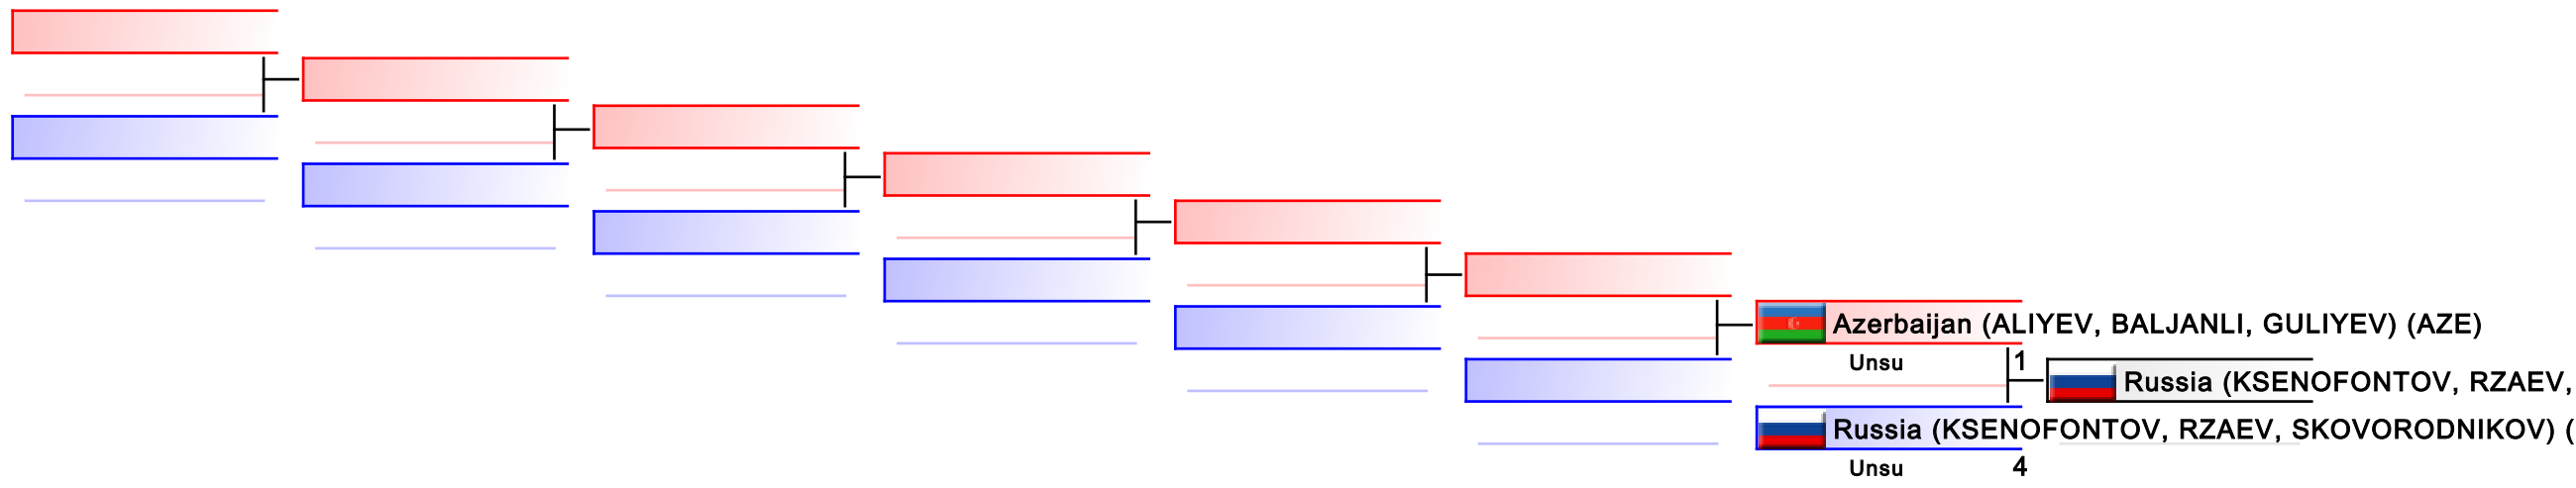 Azerbaijan (ALIYEV, BALJANLI, GULIYEV) (AZE)
Unsu 1
Russia (KSENOFONTOV, RZAEV,
Russia (KSENOFONTOV, RZAEV, SKOVORODNIKOV) (
Unsu 4